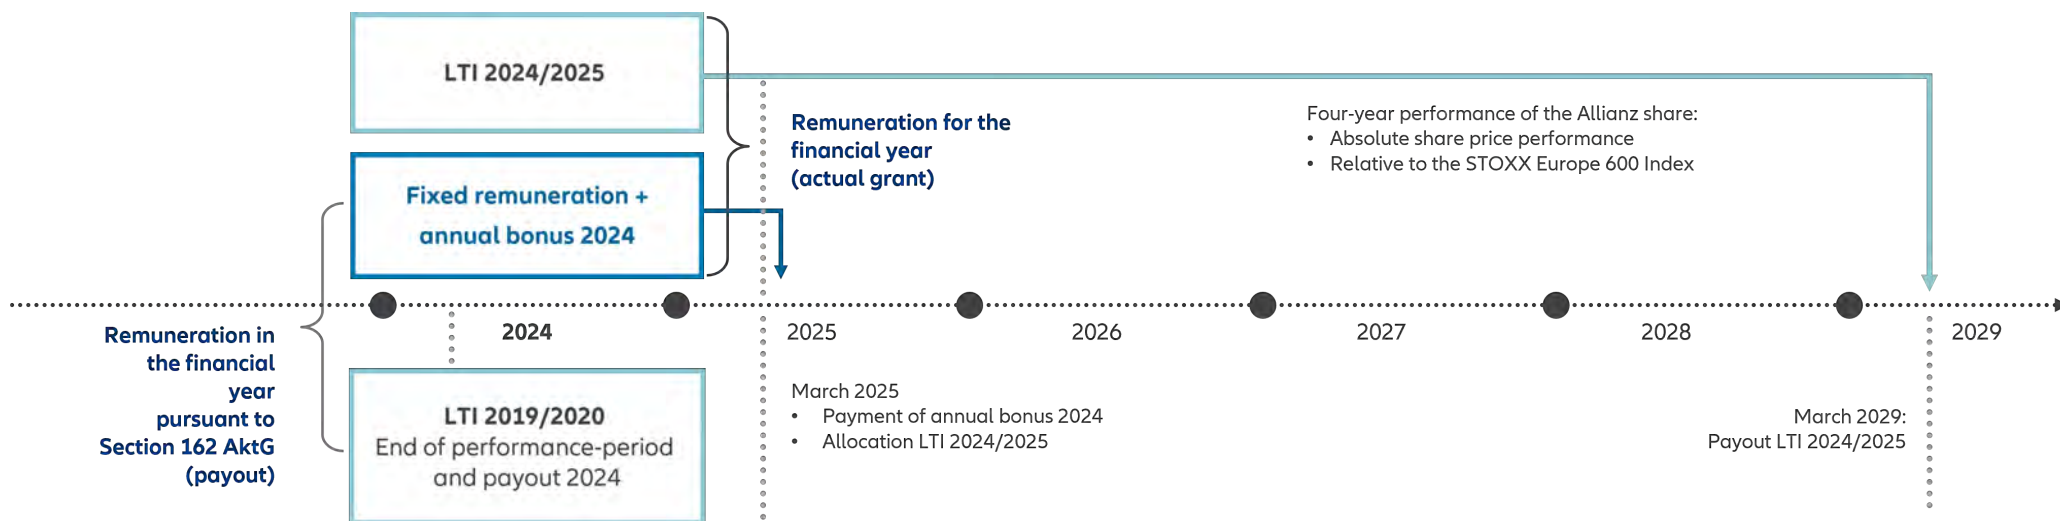 LTI 2024/2025
Fixed remuneration +
annual bonus 2024
Remuneration for the
financial year
(actual grant)
Four-year performance of the Allianz share:
• Absolute share price performance
• Relative to the STOXX Europe 600 Index
2024
2025
2026
2027
2028
2029
Remuneration in
the financial
year
pursuant to
Section 162 AktG
(payout)
LTI 2019/2020
End of performance-period
and payout 2024
March 2025
• Payment of annual bonus 2024
• Allocation LTI 2024/2025
March 2029:
Payout LTI 2024/2025